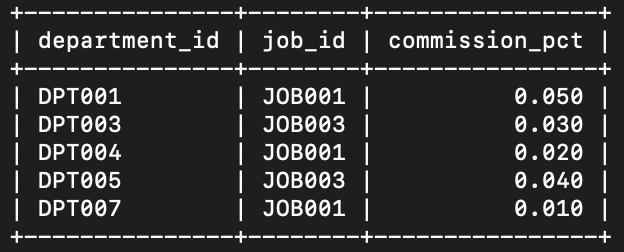 +---------------+---------+----------------+
| department_id | job_id | commission_pct |
+---------------+---------+----------------+
| DPT001 | JOB001 | 0.050 |
| DPT003 | JOB003 | 0.030 |
| DPT004 | JOB001 | 0.020 |
| DPT005 | JOB003 | 0.040 |
| DPT007 | JOB001 | 0.010 |
+---------------+---------+----------------+